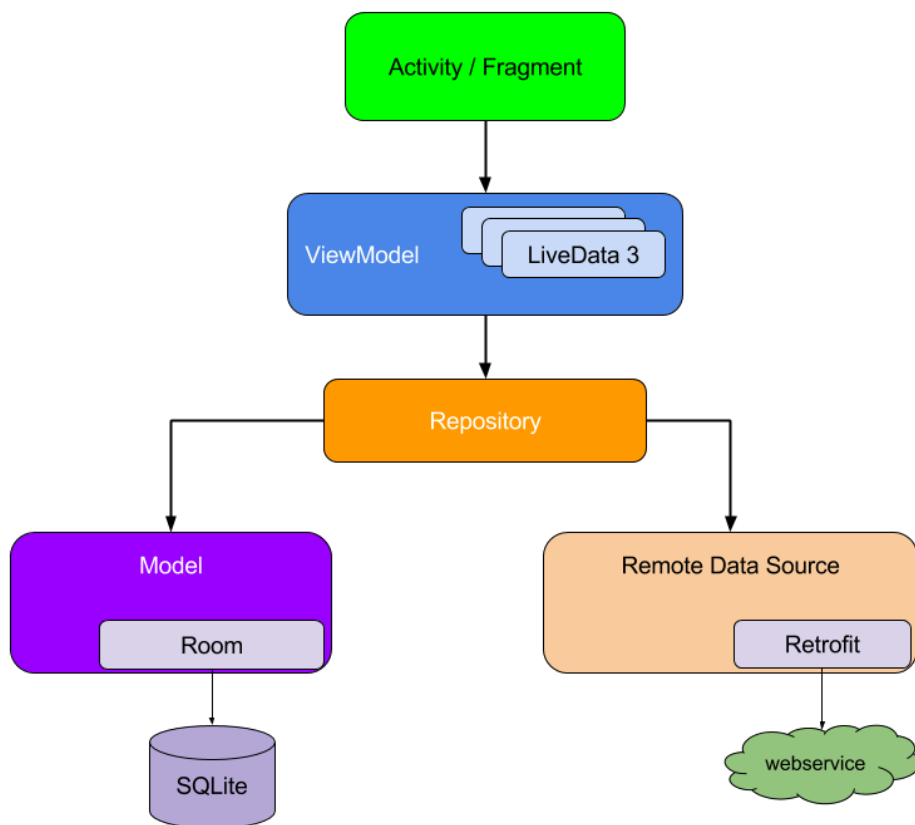 Activity / Fragment
ViewModel
LiveData 3
Repository
Model
Room
SQLite
Remote Data Source
Retrofit
webservice